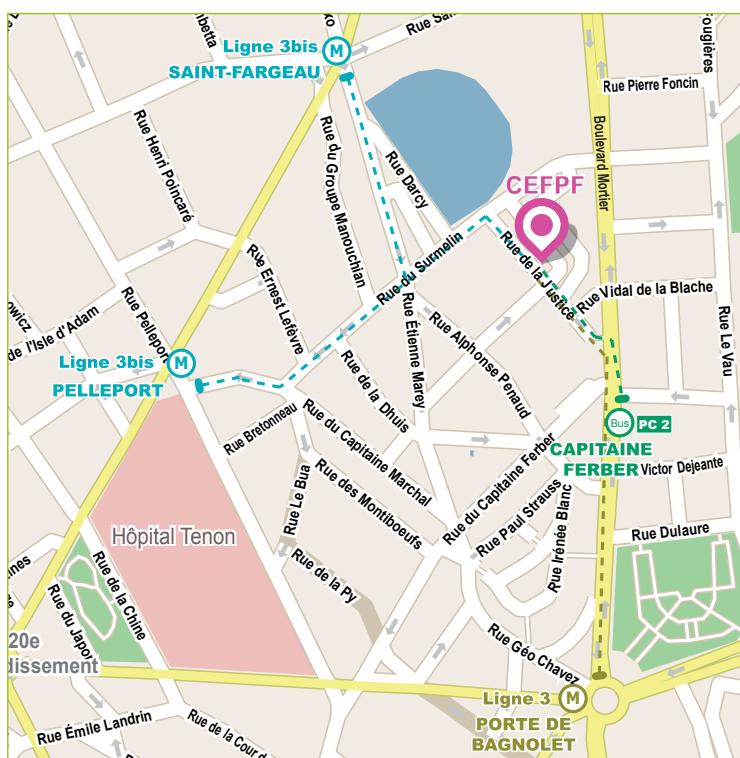 Ligne 3bis
M
SAINT-FARGEAU
Rue Pierre Foncin
Boulevard Mortier
Rue Henri Poincaré
Rue du Groupe Manouchian
Rue Darcy
CEFPF
Rue de la Justice
Rue du Surmelin
Rue Ernest Lefèvre
Rue Pelleport
de l'Isle d'Adam
Rue Vidal de la Blache
Rue Le Vau
Rue Étienne Marey
Rue Alphonse Penaud
Ligne 3bis
M
PELLEPORT
Rue de la Dhuis
Rue Bretonneau
Rue du Capitaine Marchal
Bus
PC 2
CAPITAINE
FERBER
Victor Dejeante
Rue du Capitaine Ferber
Rue Le Bua
Rue des Montiboeufs
Rue Paul Strauss
Rue Irénée Blanc
Rue Dulaure
Hôpital Tenon
Rue de la Py
Rue de la Chine
Rue du Japon
20e
dissement
Rue Géo Chavez
Ligne 3
M
PORTE DE
BAGNOLET
Rue Émile Landrin
Rue de la Cour d